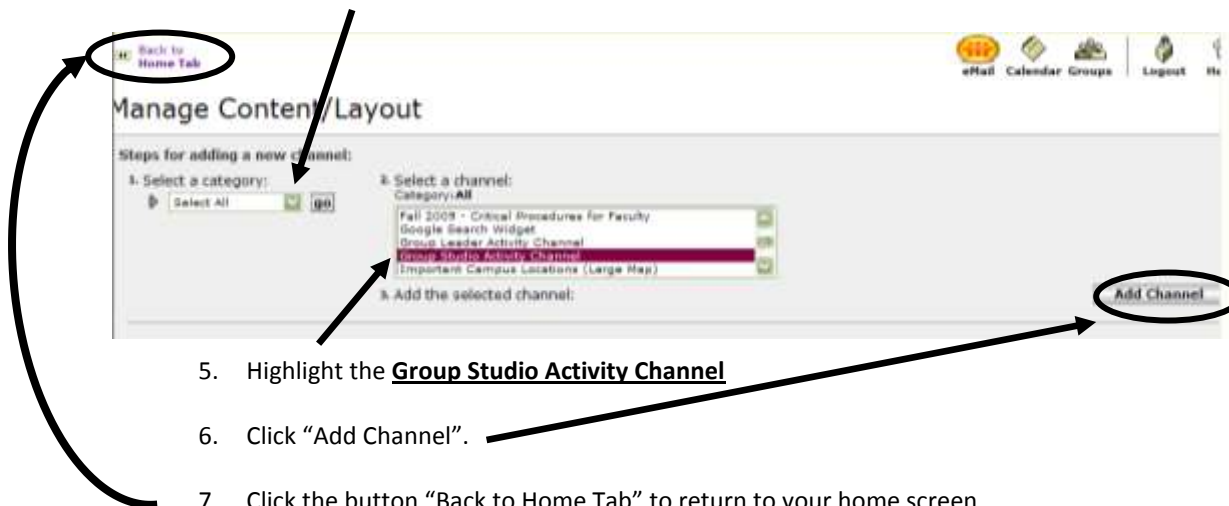 Back to
Home Tab
eMail Calendar Groups Logout
Manage Content/Layout
Steps for adding a new channel:
1. Select a category:
Select All go
2. Select a channel:
Category: All
Fall 2009 - Critical Procedures for Faculty
Google Search Widget
Group Leader Activity Channel
Group Studio Activity Channel
Important Campus Locations (Large Map)
3. Add the selected channel:
Add Channel
5. Highlight the Group Studio Activity Channel
6. Click “Add Channel”.
7. Click the button “Back to Home Tab” to return to your home screen